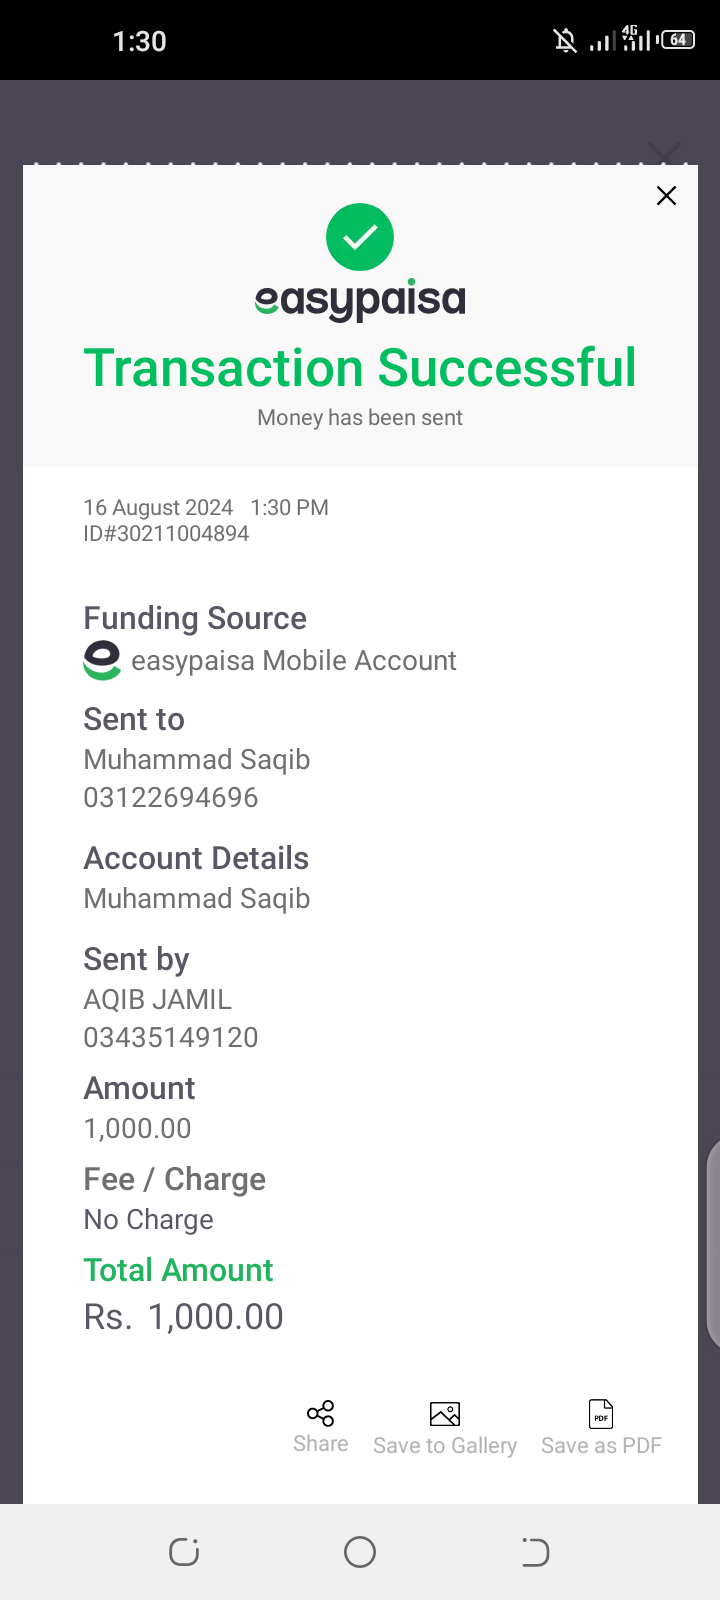 1:30
4G
64
easypaisa
Transaction Successful
Money has been sent
16 August 2024 1:30 PM
ID#30211004894
Funding Source
easypaisa Mobile Account
Sent to
Muhammad Saqib
03122694696
Account Details
Muhammad Saqib
Sent by
AQIB JAMIL
03435149120
Amount
1,000.00
Fee / Charge
No Charge
Total Amount
Rs. 1,000.00
PDF
Share Save to Gallery Save as PDF